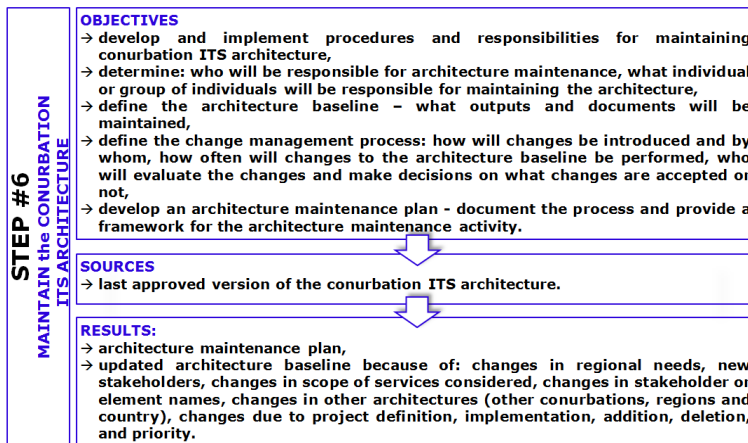 STEP #6
MAINTAIN the CONURBATION
ITS ARCHITECTURE
OBJECTIVES
→ develop and implement procedures and responsibilities for maintaining
conurbation ITS architecture,
→ determine: who will be responsible for architecture maintenance, what individual
or group of individuals will be responsible for maintaining the architecture,
→ define the architecture baseline – what outputs and documents will be
maintained,
→ define the change management process: how will changes be introduced and by
whom, how often will changes to the architecture baseline be performed, who
will evaluate the changes and make decisions on what changes are accepted or
not,
→ develop an architecture maintenance plan - document the process and provide a
framework for the architecture maintenance activity.
SOURCES
→ last approved version of the conurbation ITS architecture.
RESULTS:
→ architecture maintenance plan,
→ updated architecture baseline because of: changes in regional needs, new
stakeholders, changes in scope of services considered, changes in stakeholder or
element names, changes in other architectures (other conurbations, regions and
country), changes due to project definition, implementation, addition, deletion,
and priority.